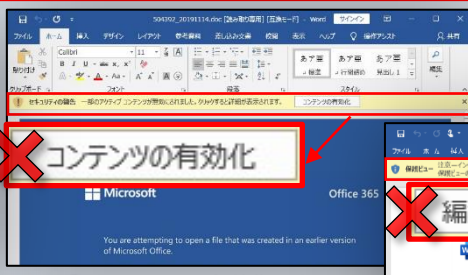 504392_20191114.doc [読み取り専用] [互換モード] - Word サインイン
ファイル ホーム 挿入 デザイン レイアウト 参考資料 差し込み文書 校閲 表示 ヘルプ 操作アシスト 共有
Calibri 11
貼り付け
あア亜 あア亜 あア亜
標準 行間詰め 見出し 1
編集
クリップボード フォント 段落 スタイル
セキュリティの警告 一部のアクティブ コンテンツが無効にされました。クリックすると詳細が表示されます。 コンテンツの有効化
コンテンツの有効化
Microsoft Office 365
You are attempting to open a file that was created in an earlier version
of Microsoft Office.
ファイル ホーム 挿入
保護ビュー
編